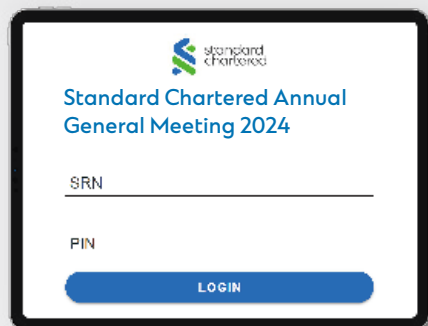 standard
chartered
Standard Chartered Annual
General Meeting 2024
SRN
PIN
LOGIN